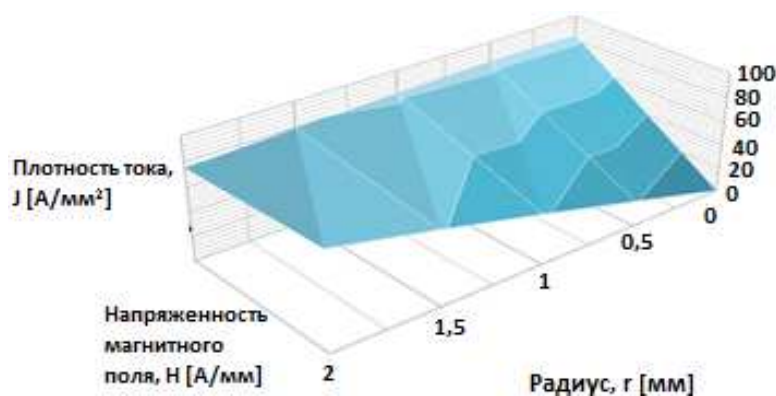 100
80
60
40
20
0
0
0,5
1
1,5
2
Плотность тока,
J [А/мм²]
Напряженность
магнитного
поля, Н [А/мм]
Радиус, r [мм]